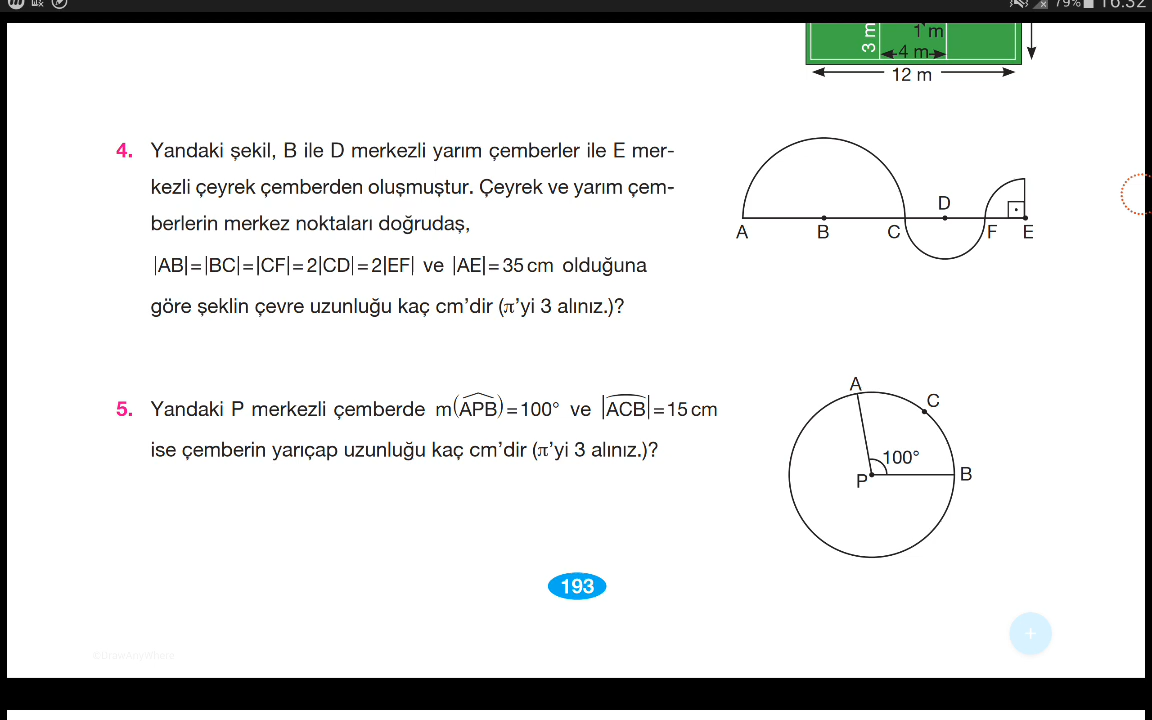 79% 16:32
3 m
1 m
4 m
12 m
4. Yandaki şekil, B ile D merkezli yarım çemberler ile E mer-
kezli çeyrek çemberden oluşmuştur. Çeyrek ve yarım çem-
berlerin merkez noktaları doğrudaş,
|AB|=|BC|=|CF|=2|CD|=2|EF| ve |AE|=35 cm olduğuna
göre şeklin çevre uzunluğu kaç cm’dir (π’yi 3 alınız.)?
A B C D F E
5. Yandaki P merkezli çemberde m(APB)=100° ve |ACB|=15 cm
ise çemberin yarıçap uzunluğu kaç cm’dir (π’yi 3 alınız.)?
A
C
100°
P
B
193
+